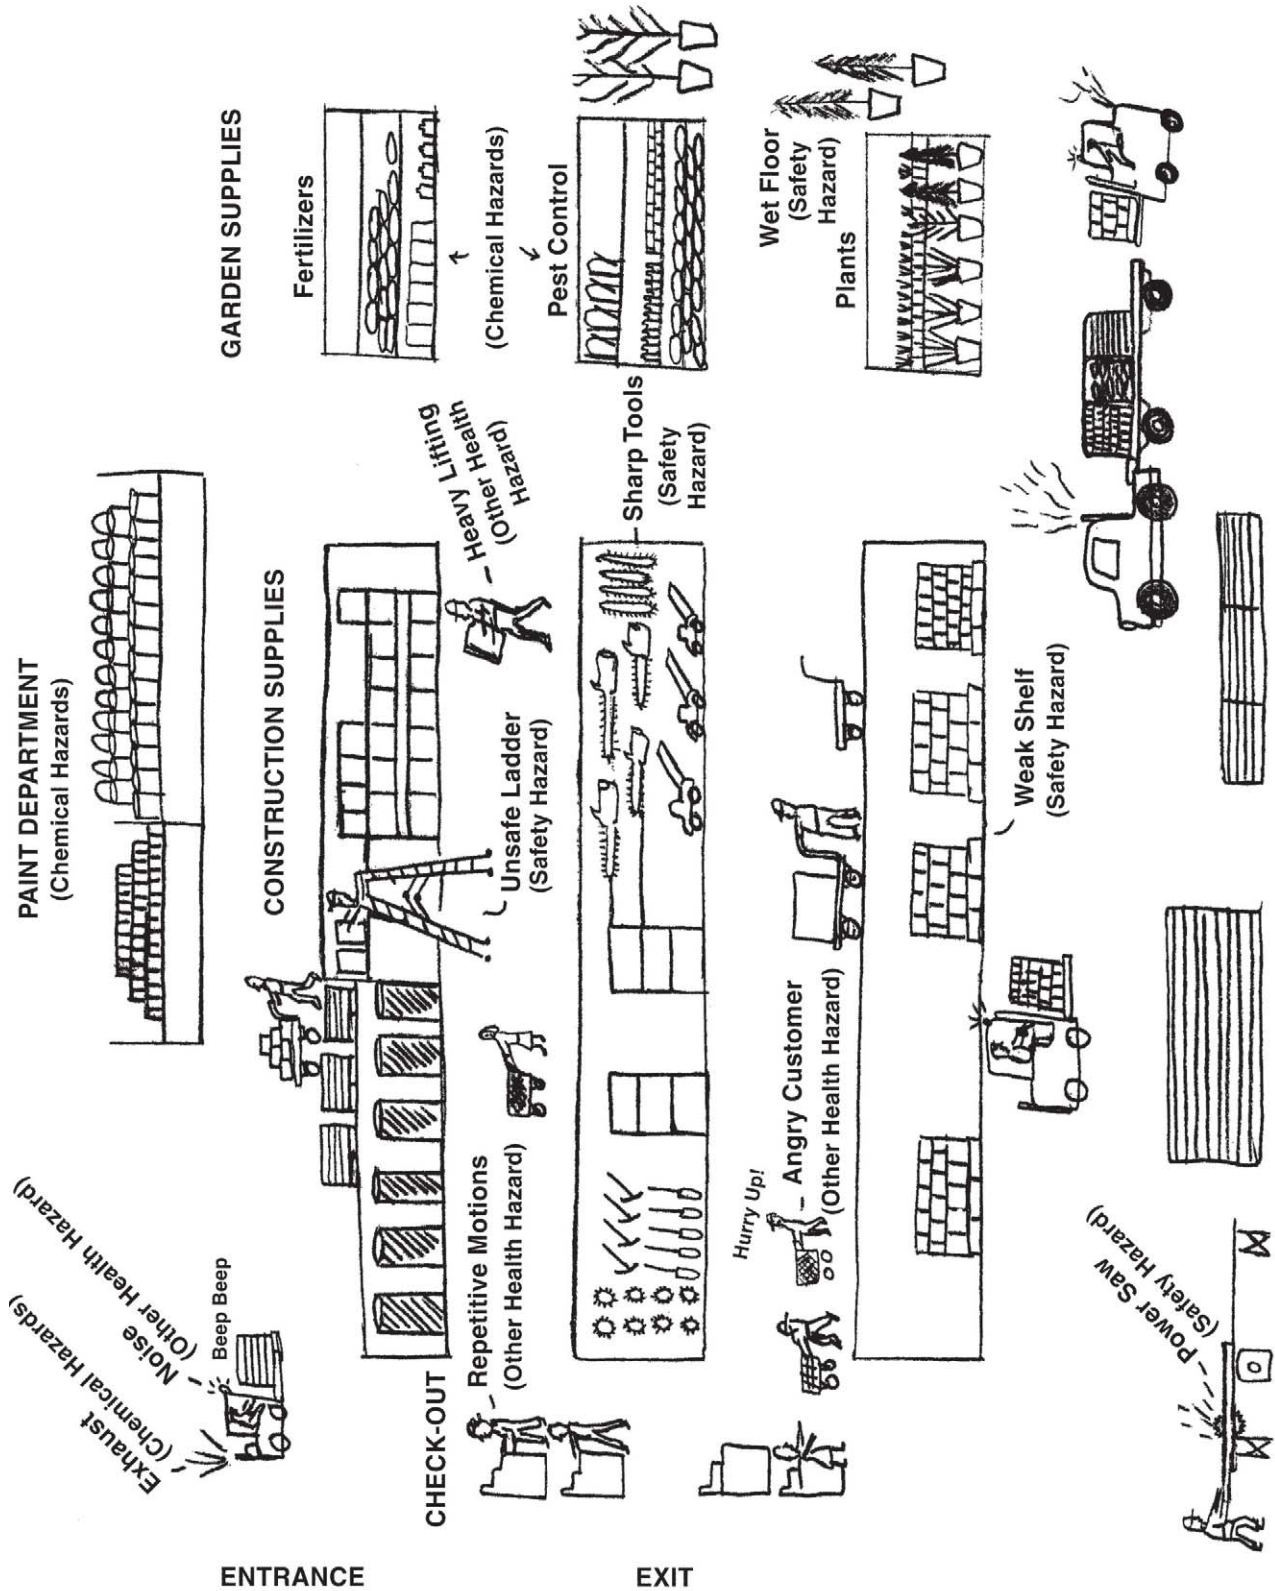 PAINT DEPARTMENT
(Chemical Hazards)
GARDEN SUPPLIES
Fertilizers
(Chemical Hazards)
Pest Control
Wet Floor
(Safety
Hazard)
Plants
CONSTRUCTION SUPPLIES
Heavy Lifting
(Other Health
Hazard)
Unsafe Ladder
(Safety Hazard)
Sharp Tools
(Safety
Hazard)
Exhaust
(Chemical Hazards)
Noise
(Other Health Hazard)
Beep Beep
CHECK-OUT
Repetitive Motions
(Other Health Hazard)
Hurry Up!
Angry Customer
(Other Health Hazard)
Weak Shelf
(Safety Hazard)
Power Saw
(Safety Hazard)
ENTRANCE
EXIT